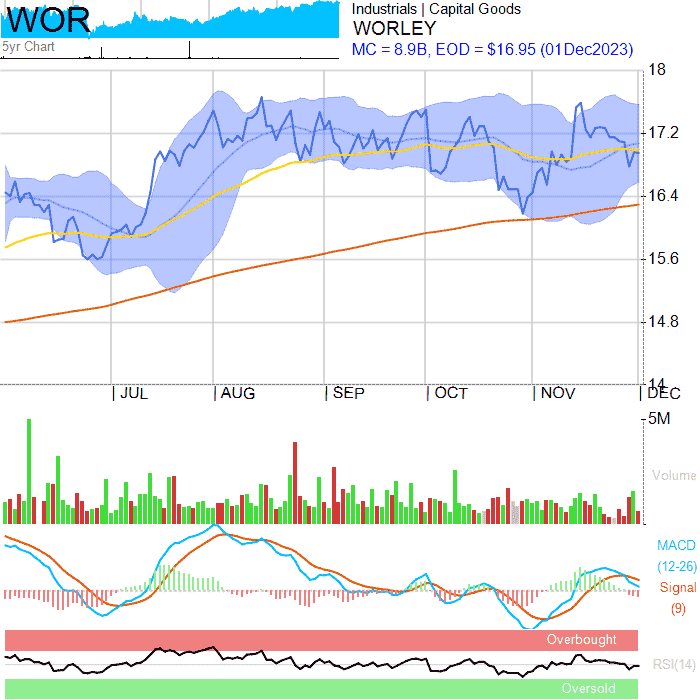 WOR
5yr Chart
Industrials | Capital Goods
WORLEY
MC = 8.9B, EOD = $16.95 (01Dec2023)
18
17.2
16.4
15.6
14.8
14
JUL AUG SEP OCT NOV DEC
5M
Volume
MACD
(12-26)
Signal
(9)
Overbought
RSI(14)
Oversold